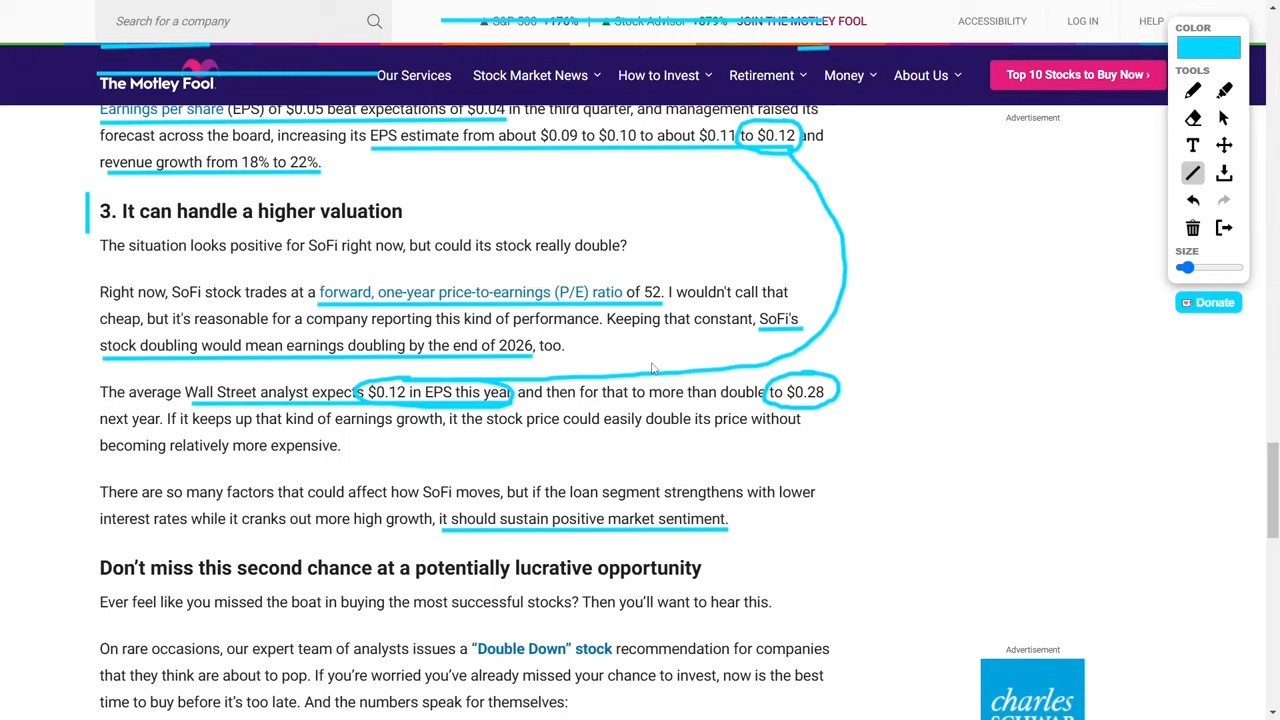 Search for a company
▲ S&P 500 +176% | ▲ Stock Advisor +879% JOIN THE MOTLEY FOOL
ACCESSIBILITY LOG IN HELP
The Motley Fool.
Our Services Stock Market News How to Invest Retirement Money About Us Top 10 Stocks to Buy Now ›
Earnings per share (EPS) of $0.05 beat expectations of $0.04 in the third quarter, and management raised its
forecast across the board, increasing its EPS estimate from about $0.09 to $0.10 to about $0.11 to $0.12 and
revenue growth from 18% to 22%.
3. It can handle a higher valuation
The situation looks positive for SoFi right now, but could its stock really double?
Right now, SoFi stock trades at a forward, one-year price-to-earnings (P/E) ratio of 52. I wouldn't call that
cheap, but it's reasonable for a company reporting this kind of performance. Keeping that constant, SoFi's
stock doubling would mean earnings doubling by the end of 2026, too.
The average Wall Street analyst expects $0.12 in EPS this year and then for that to more than double to $0.28
next year. If it keeps up that kind of earnings growth, it the stock price could easily double its price without
becoming relatively more expensive.
There are so many factors that could affect how SoFi moves, but if the loan segment strengthens with lower
interest rates while it cranks out more high growth, it should sustain positive market sentiment.
Don't miss this second chance at a potentially lucrative opportunity
Ever feel like you missed the boat in buying the most successful stocks? Then you'll want to hear this.
On rare occasions, our expert team of analysts issues a "Double Down" stock recommendation for companies
that they think are about to pop. If you're worried you've already missed your chance to invest, now is the best
time to buy before it's too late. And the numbers speak for themselves:
Advertisement
Advertisement
charles
SCHWAB
COLOR
TOOLS
T
SIZE
Donate